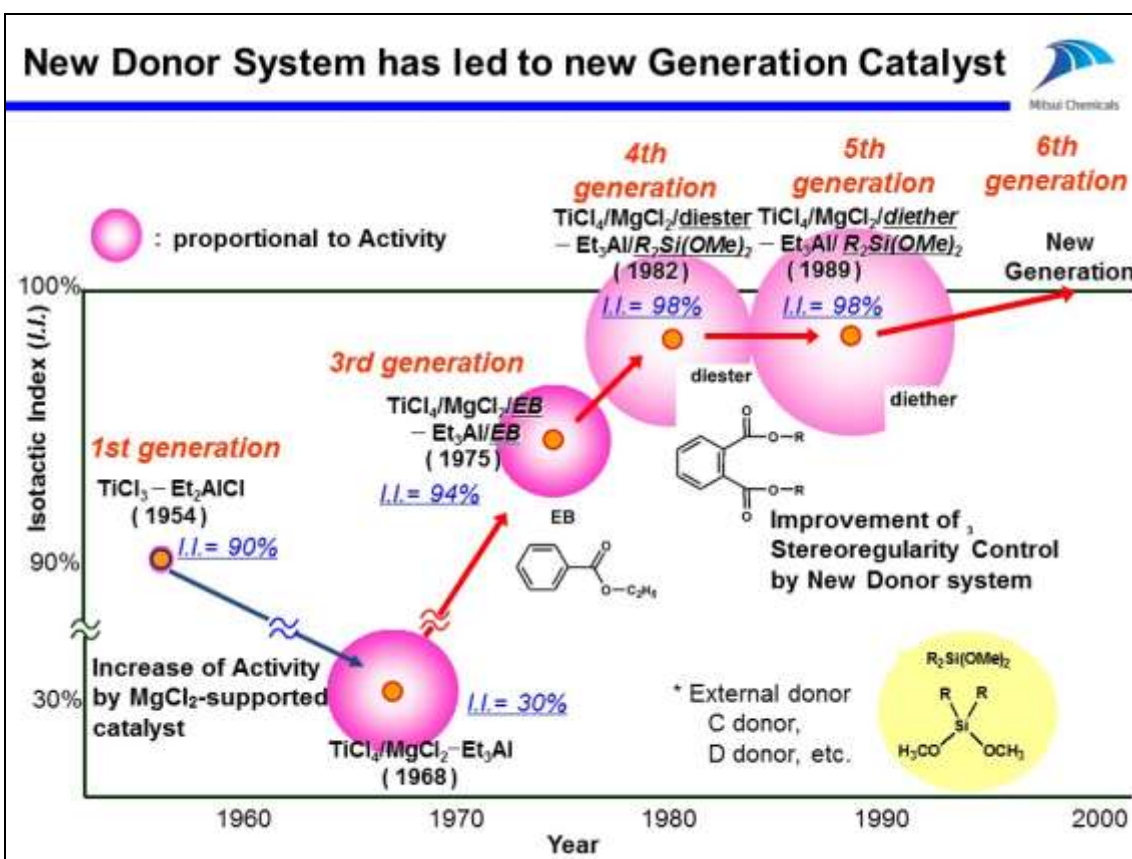 New Donor System has led to new Generation Catalyst
Mitsui Chemicals
: proportional to Activity
4th
generation
TiCl₄/MgCl₂/diester
– Et₃Al/R₂Si(OMe)₂
( 1982 )
I.I.= 98%
5th
generation
TiCl₄/MgCl₂/diether
– Et₃Al/ R₂Si(OMe)₂
( 1989 )
I.I.= 98%
6th
generation
New
Generation
3rd generation
TiCl₄/MgCl₂/EB
– Et₃Al/EB
( 1975 )
I.I.= 94%
1st generation
TiCl₃ – Et₂AlCl
( 1954 )
I.I.= 90%
diester
diether
EB
O
O–C₂H₅
O
O–R
O–R
O
Improvement of ₃
Stereoregularity Control
by New Donor system
Increase of Activity
by MgCl₂-supported
catalyst
I.I.= 30%
TiCl₄/MgCl₂–Et₃Al
( 1968 )
* External donor
C donor,
D donor, etc.
R₂Si(OMe)₂
R R
Si
H₃CO OCH₃
Isotactic Index (I.I.)
100%
90%
30%
1960 1970 1980 1990 2000
Year